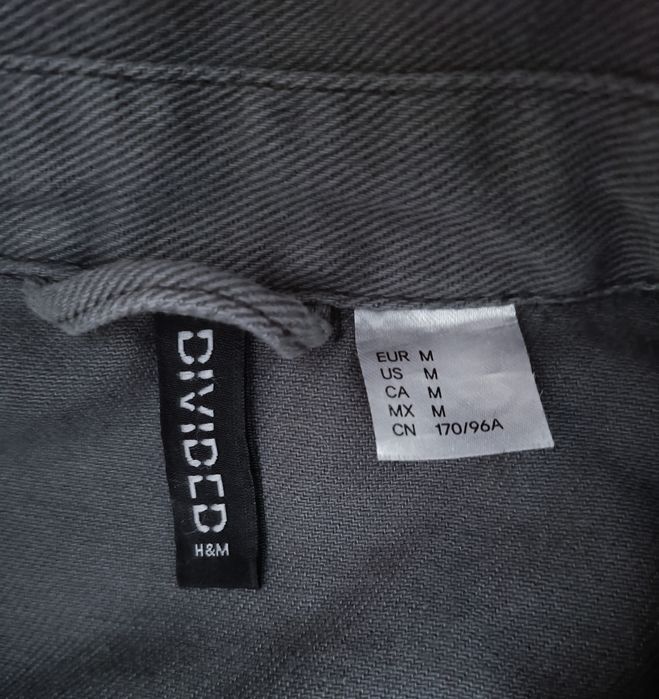 DIVIDED
H&M
EUR M
US M
CA M
MX M
CN 170/96A